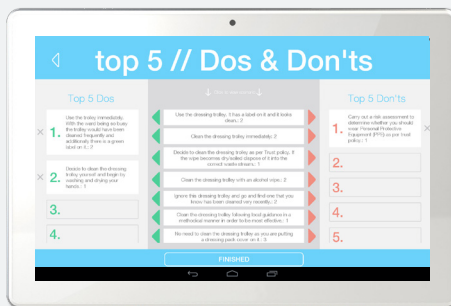 top 5 // Dos & Don'ts
Top 5 Dos
1.
Use the trolley immediately.
With the ward being so busy
the trolley would have been
cleaned frequently and
additionally there is a green
label on it.: 2
2.
Decide to clean the dressing
trolley yourself and begin by
washing and drying your
hands.: 1
3.
4.
Use the dressing trolley. It has a label on it and it looks
clean.: 2
Clean the dressing trolley immediately.: 2
Decide to clean the dressing trolley as per Trust policy. If
the wipe becomes dry/soiled dispose of it into the
correct waste stream.: 1
Clean the dressing trolley with an alcohol wipe.: 2
Ignore this dressing trolley and go and find one that you
know has been cleaned very recently.: 2
Clean the dressing trolley following local guidance in a
methodical manner in order to be most effective.: 1
No need to clean the dressing trolley as you are putting
a dressing pack cover on it.: 3
Top 5 Don'ts
1.
Carry out a risk assessment to
determine whether you should
wear Personal Protective
Equipment (PPE) as per local
policy.: 1
2.
3.
4.
5.
FINISHED